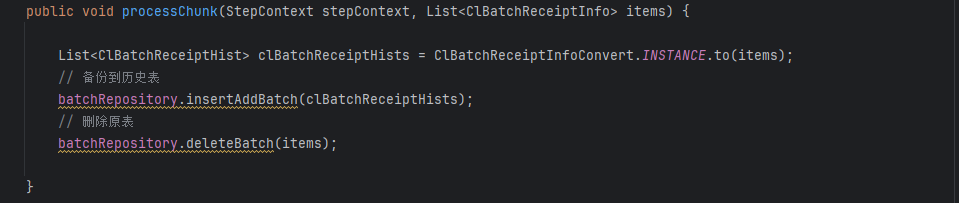 public void processChunk(StepContext stepContext, List<ClBatchReceiptInfo> items) {
List<ClBatchReceiptHist> clBatchReceiptHists = ClBatchReceiptInfoConvert.INSTANCE.to(items);
// 备份到历史表
batchRepository.insertAddBatch(clBatchReceiptHists);
// 删除原表
batchRepository.deleteBatch(items);
}